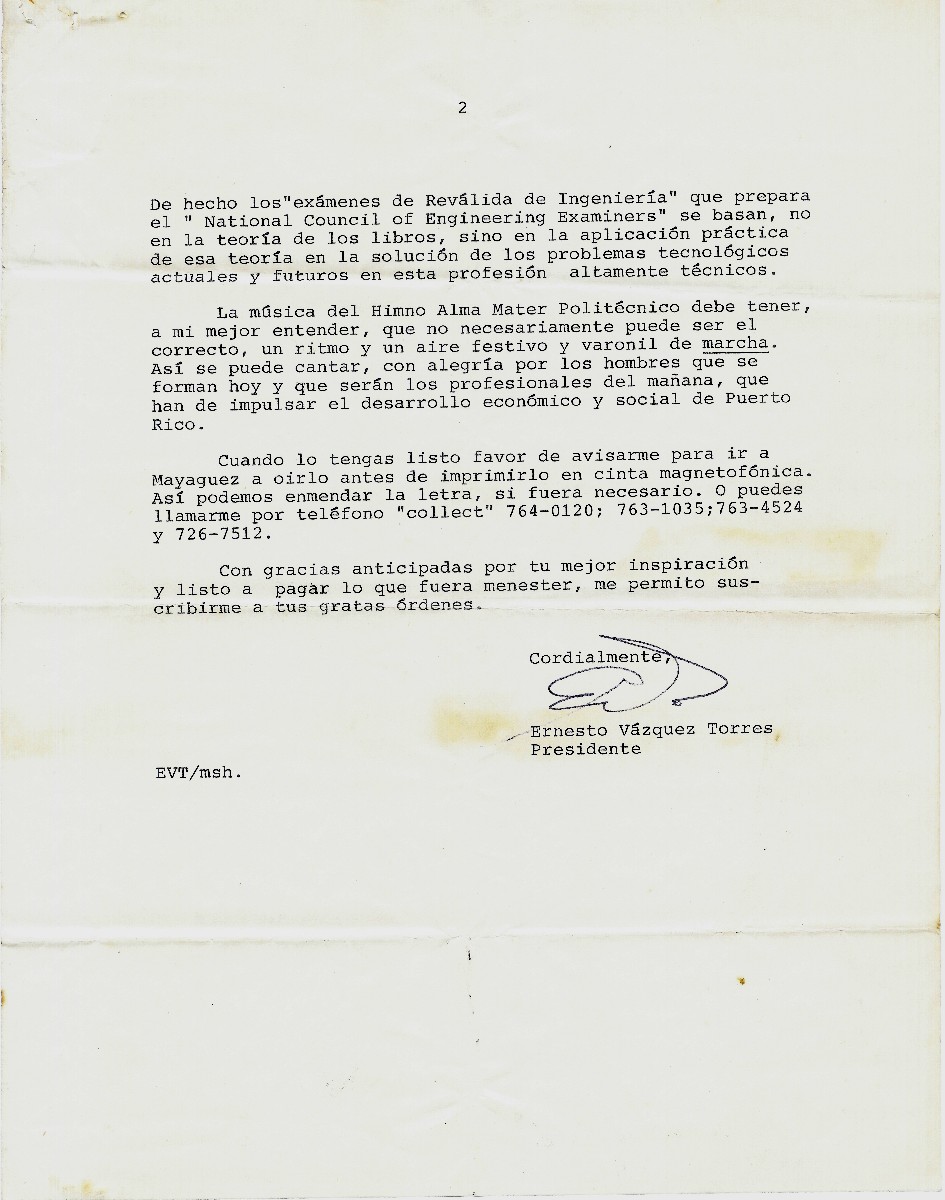 2
De hecho los"exámenes de Reválida de Ingeniería" que prepara
el " National Council of Engineering Examiners" se basan, no
en la teoría de los libros, sino en la aplicación práctica
de esa teoría en la solución de los problemas tecnológicos
actuales y futuros en esta profesión altamente técnicos.
La música del Himno Alma Mater Politécnico debe tener,
a mi mejor entender, que no necesariamente puede ser el
correcto, un ritmo y un aire festivo y varonil de marcha.
Así se puede cantar, con alegría por los hombres que se
forman hoy y que serán los profesionales del mañana, que
han de impulsar el desarrollo económico y social de Puerto
Rico.
Cuando lo tengas listo favor de avisarme para ir a
Mayaguez a oirlo antes de imprimirlo en cinta magnetofónica.
Así podemos enmendar la letra, si fuera necesario. O puedes
llamarme por teléfono "collect" 764-0120; 763-1035;763-4524
y 726-7512.
Con gracias anticipadas por tu mejor inspiración
y listo a pagar lo que fuera menester, me permito sus-
cribirme a tus gratas órdenes.
Cordialmente,
Ernesto Vázquez Torres
Presidente
EVT/msh.